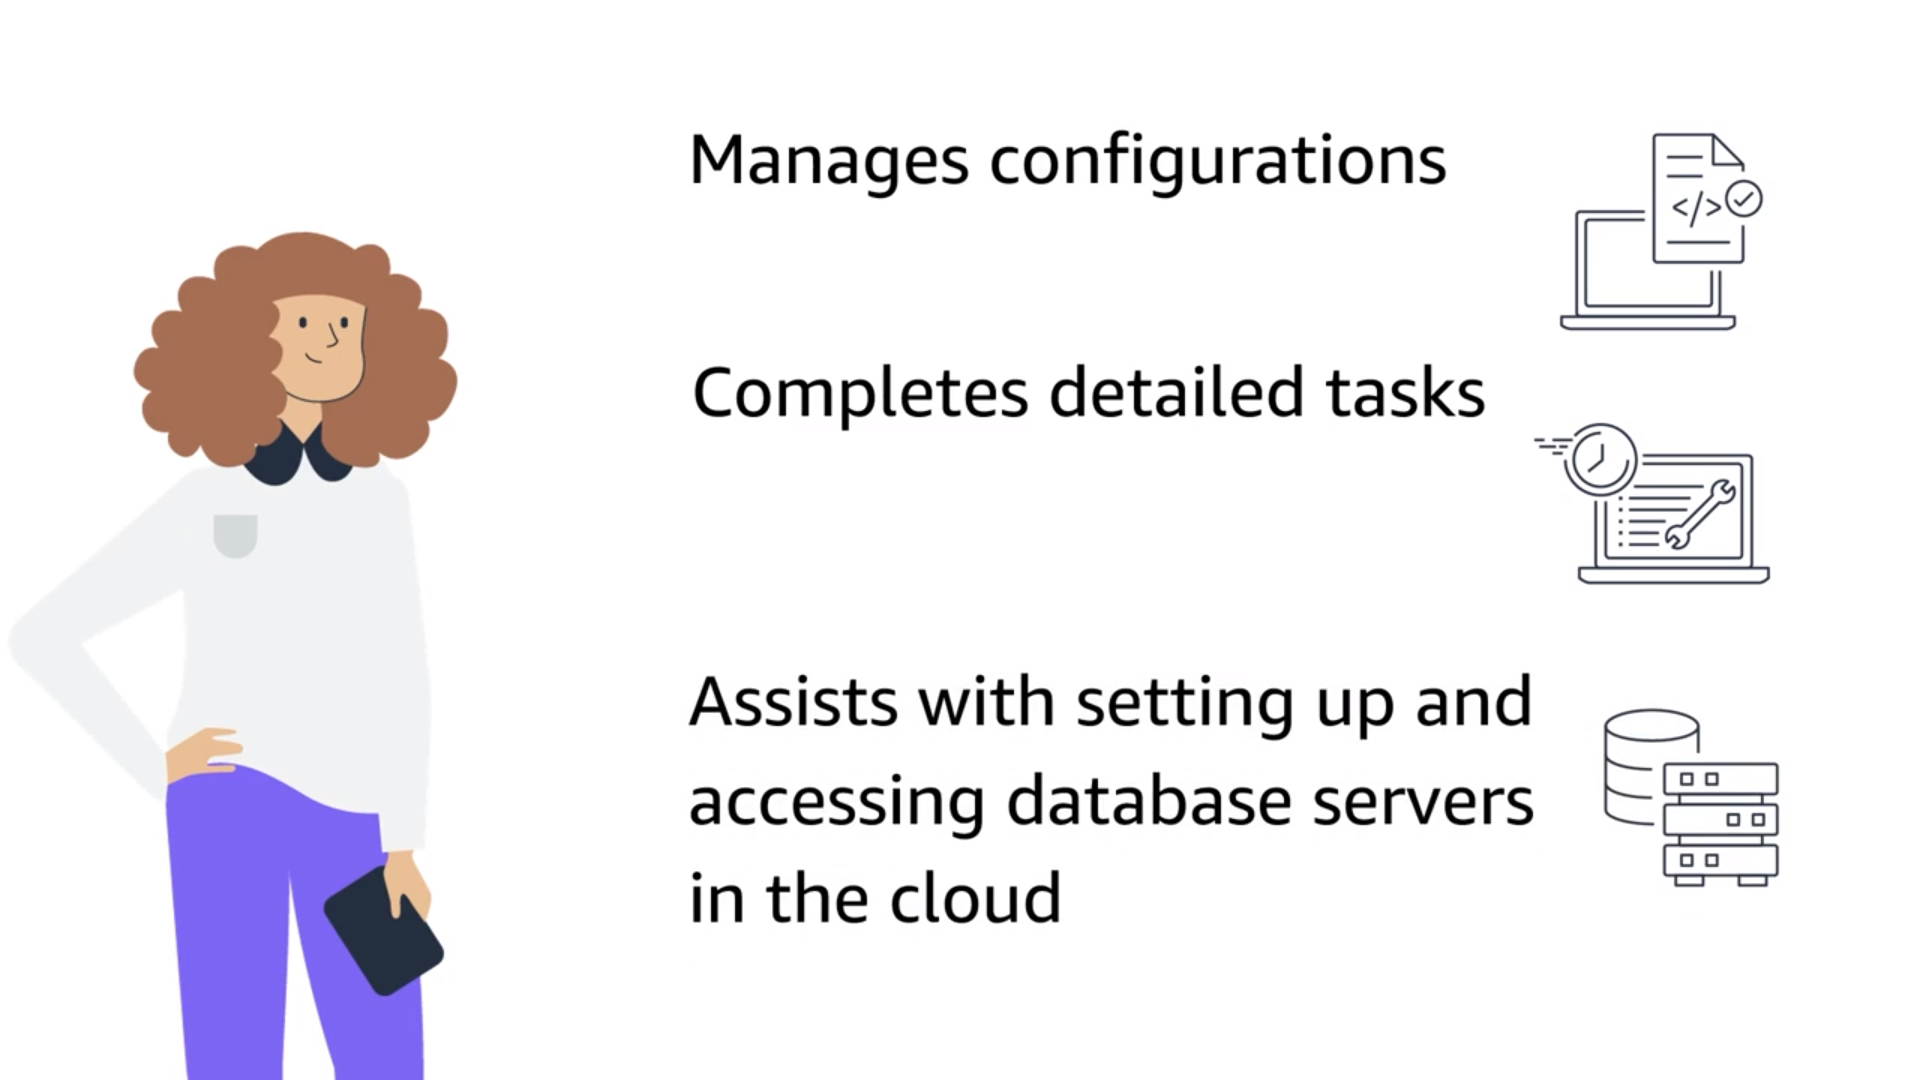 Manages configurations
</>
Completes detailed tasks
Assists with setting up and
accessing database servers
in the cloud